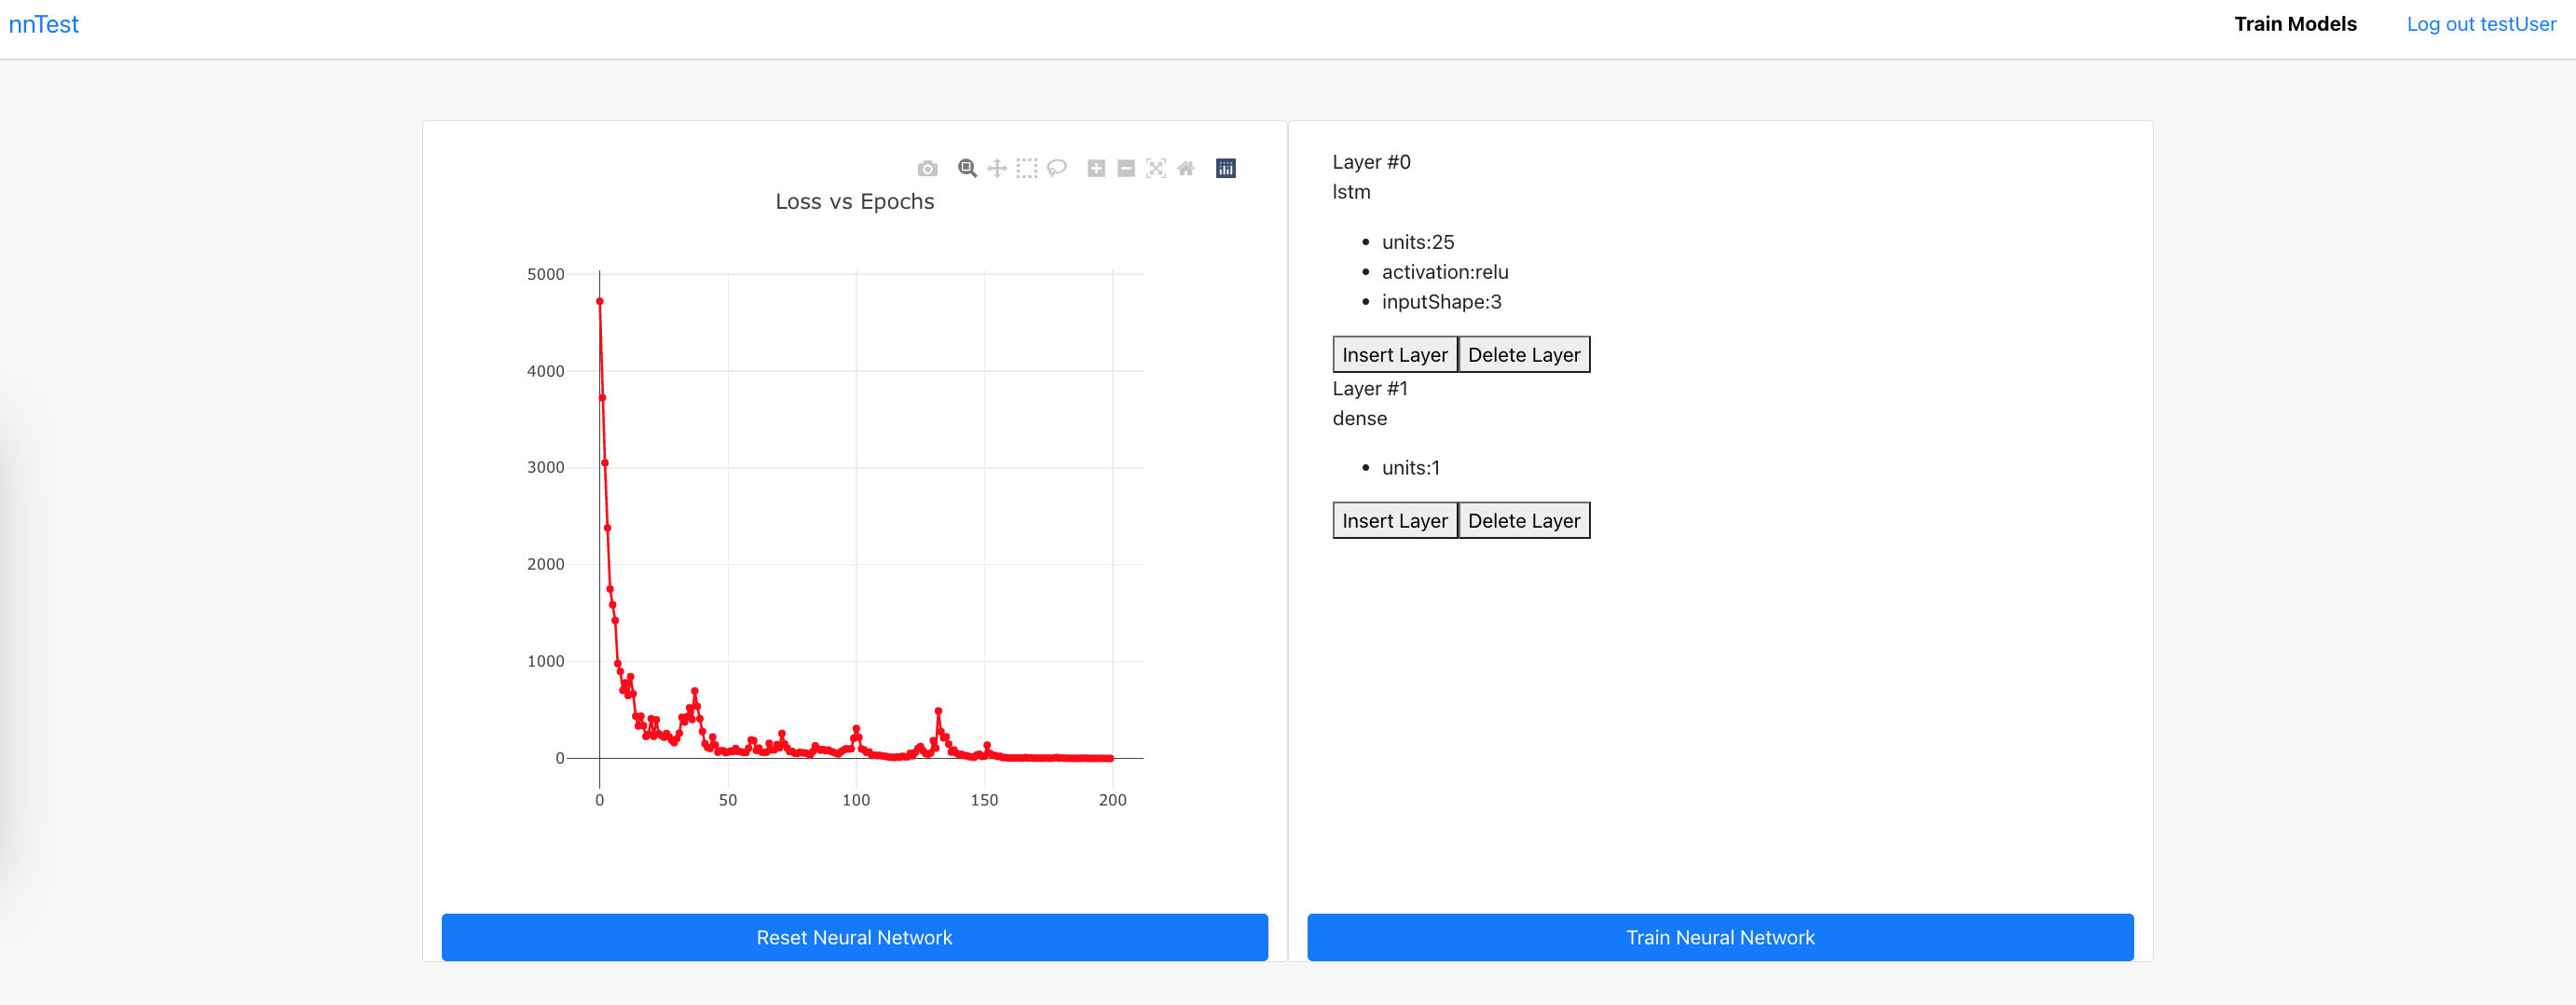 nnTest
Train Models
Log out testUser
Loss vs Epochs
5000
4000
3000
2000
1000
0
0 50 100 150 200
Reset Neural Network
Layer #0
lstm
units:25
activation:relu
inputShape:3
Insert Layer Delete Layer
Layer #1
dense
units:1
Insert Layer Delete Layer
Train Neural Network